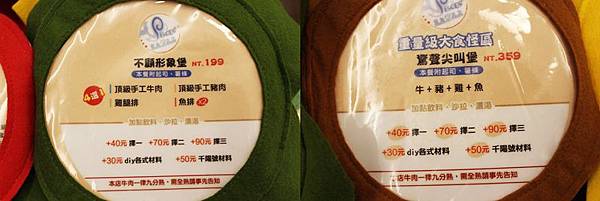 不顧形象堡 NT.199
本餐附起司、薯條
4選1
頂級手工牛肉
頂級手工豬肉
雞腿排
魚排 X2
加點飲料、沙拉、濃湯
+40元 擇一 +70元 擇二 +90元 擇三
+30元 diy各式材料 +50元 千陽號材料
本店牛肉一律九分熟，需全熟請事先告知
重量級大食怪區
驚聲尖叫堡 NT.359
本餐附起司、薯條
牛+豬+雞+魚
加點飲料、沙拉、濃湯
+40元 擇一 +70元 擇二 +90元 擇三
+30元 diy各式材料 +50元 千陽號材料
本店牛肉一律九分熟，需全熟請事先告知